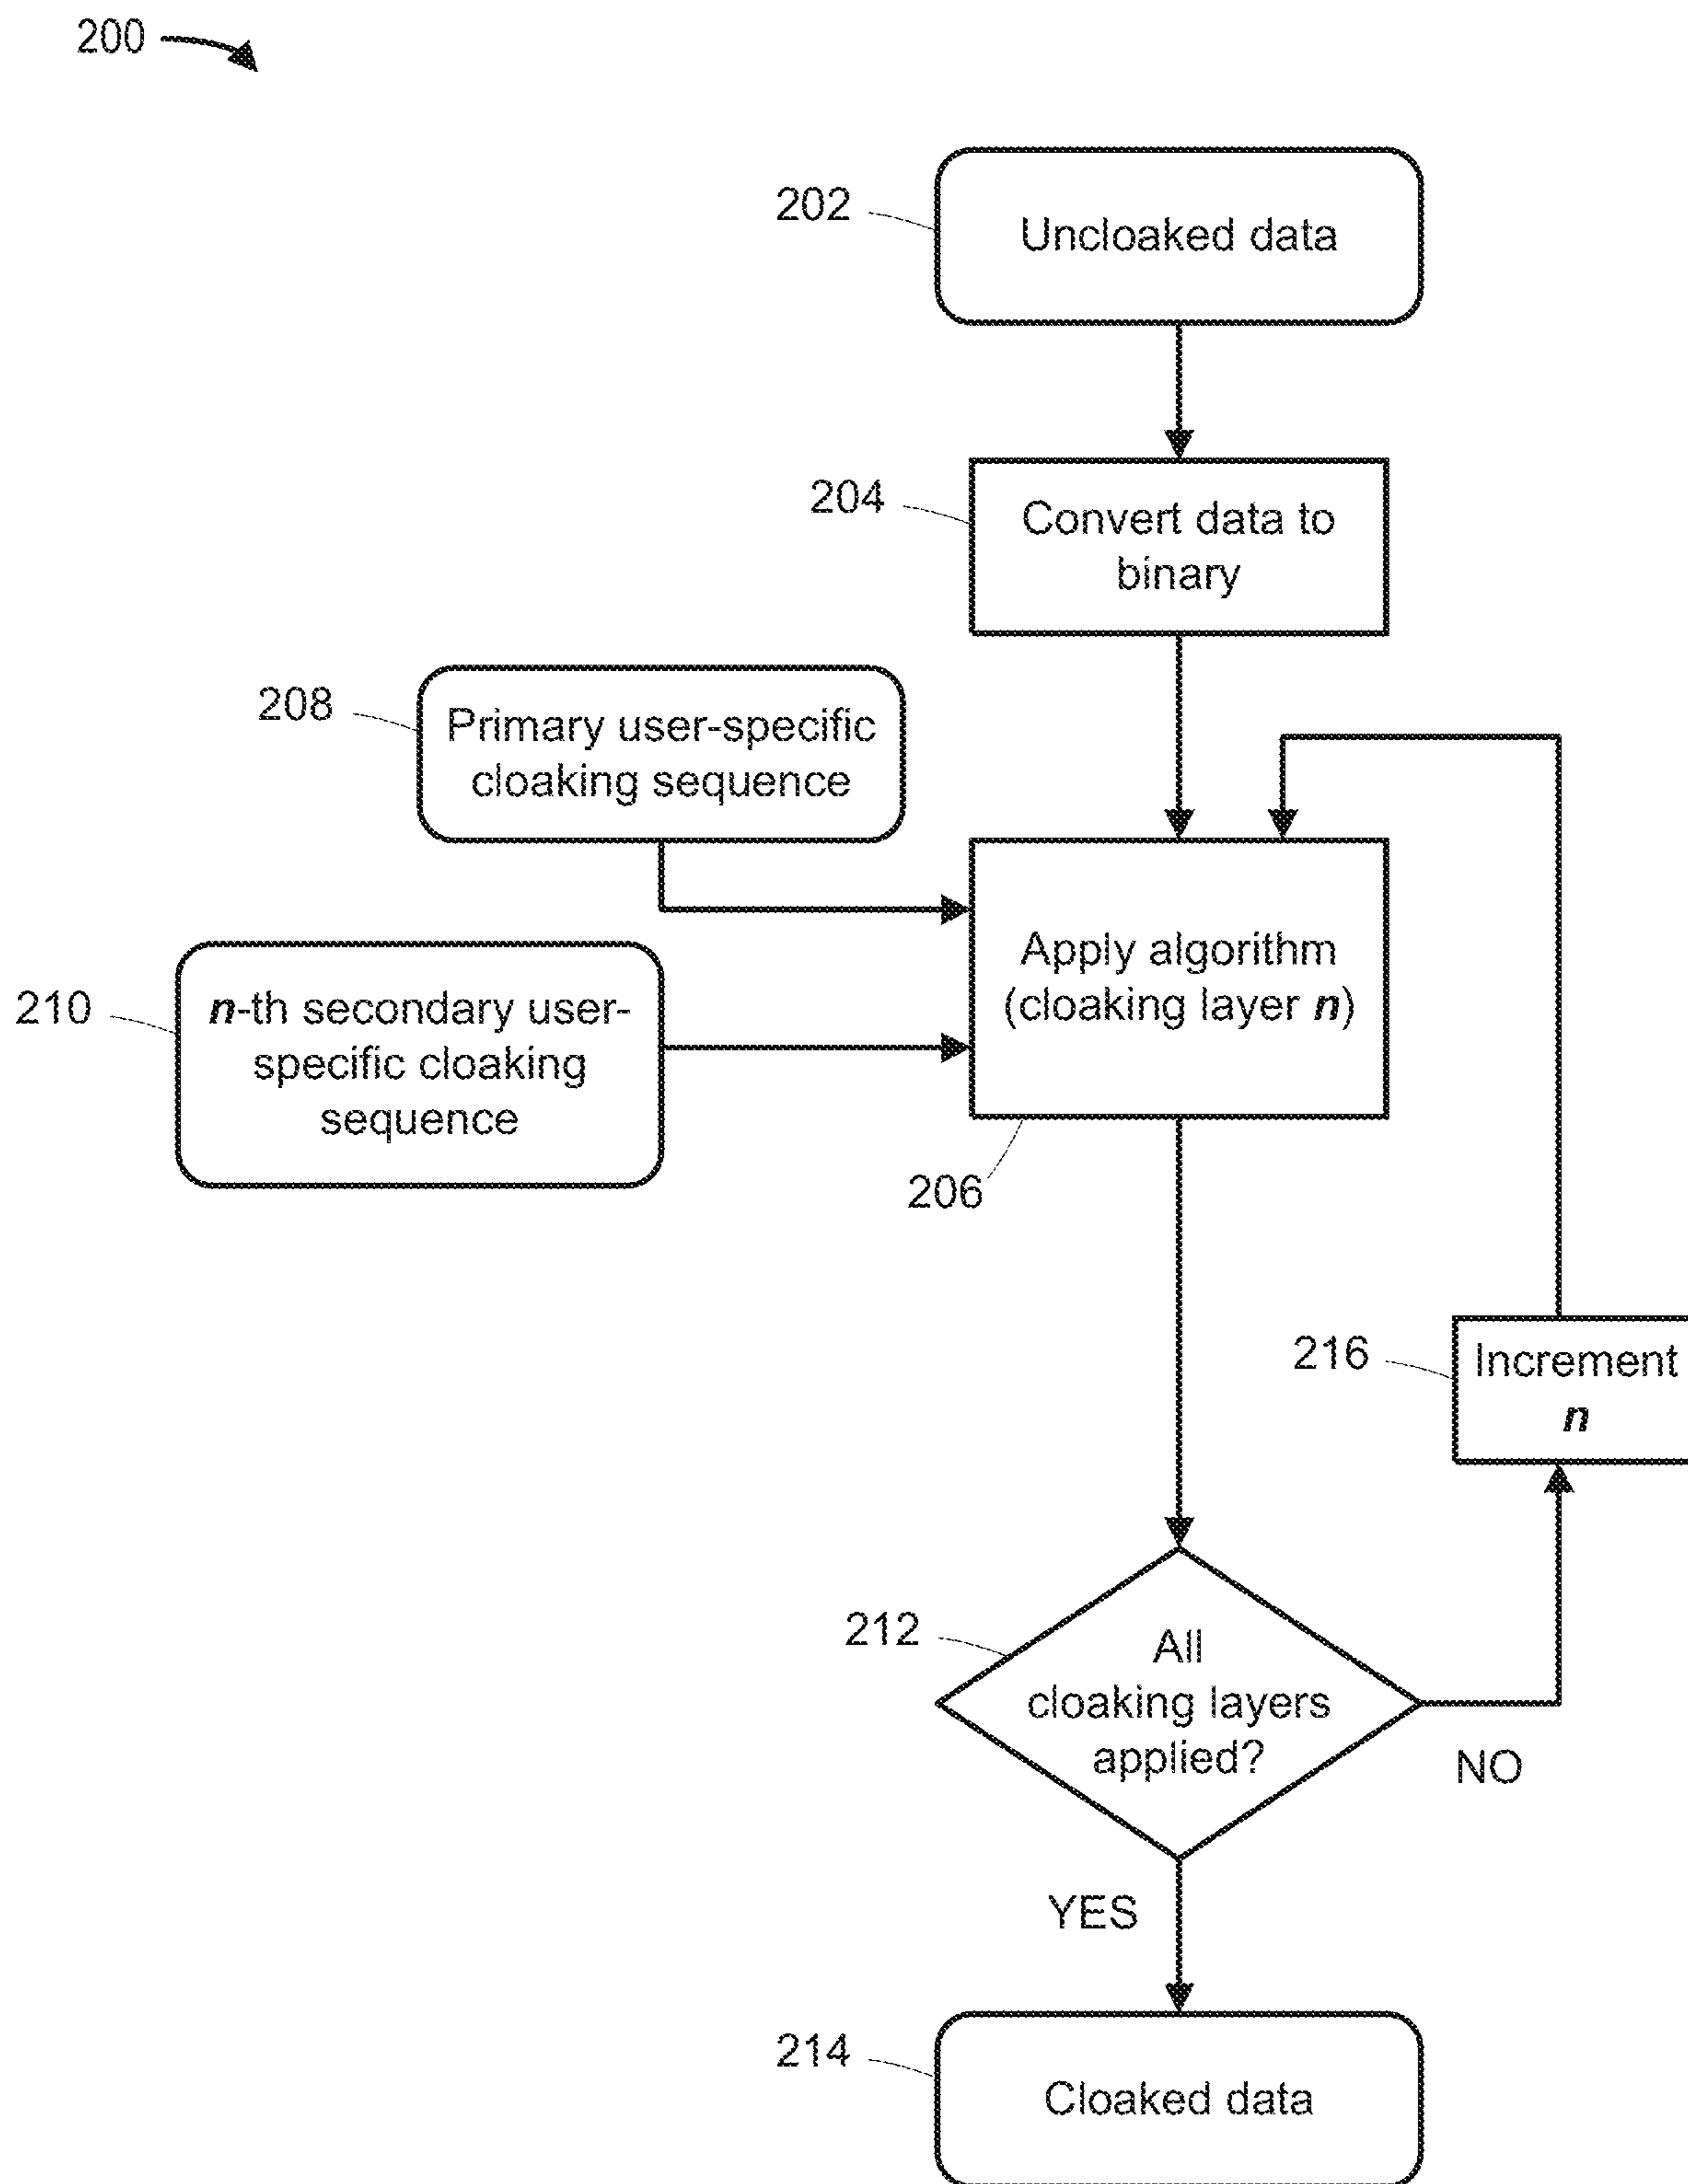 200
202
Uncloaked data
204
Convert data to
binary
208
Primary user-specific
cloaking sequence
210
n-th secondary user-
specific cloaking
sequence
Apply algorithm
(cloaking layer n)
206
216
Increment
n
212
All
cloaking layers
applied?
NO
YES
214
Cloaked data